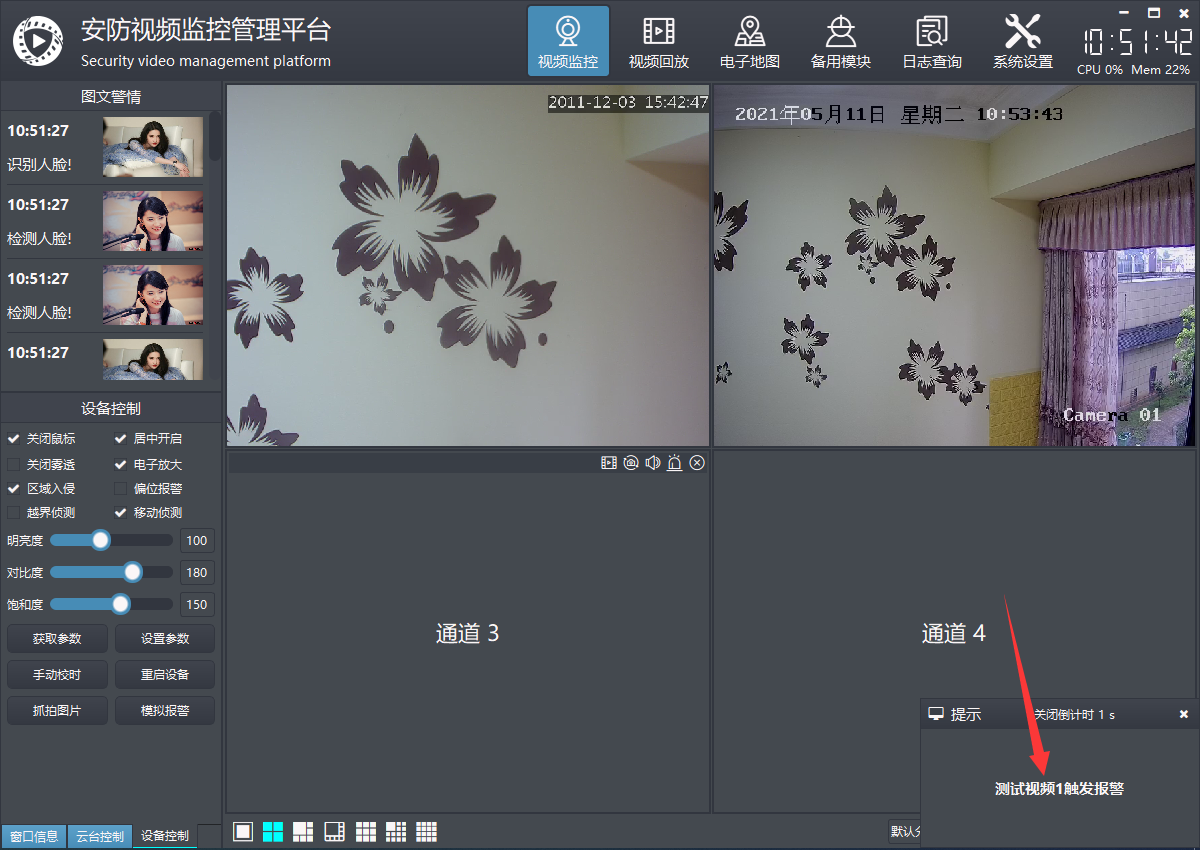 安防视频监控管理平台
Security video management platform
视频监控
视频回放
电子地图
备用模块
日志查询
系统设置
10:51:42
CPU 0% Mem 22%
图文警情
10:51:27
识别人脸!
10:51:27
检测人脸!
10:51:27
检测人脸!
10:51:27
2011-12-03 15:42:47
2021年05月11日 星期二 10:53:43
Camera 01
设备控制
关闭鼠标 居中开启
关闭雾透 电子放大
区域入侵 偏位报警
越界侦测 移动侦测
明亮度 100
对比度 180
饱和度 150
获取参数 设置参数
手动校时 重启设备
抓拍图片 模拟报警
通道 3
通道 4
提示 关闭倒计时 1 s
测试视频1触发报警
窗口信息 云台控制 设备控制
默认